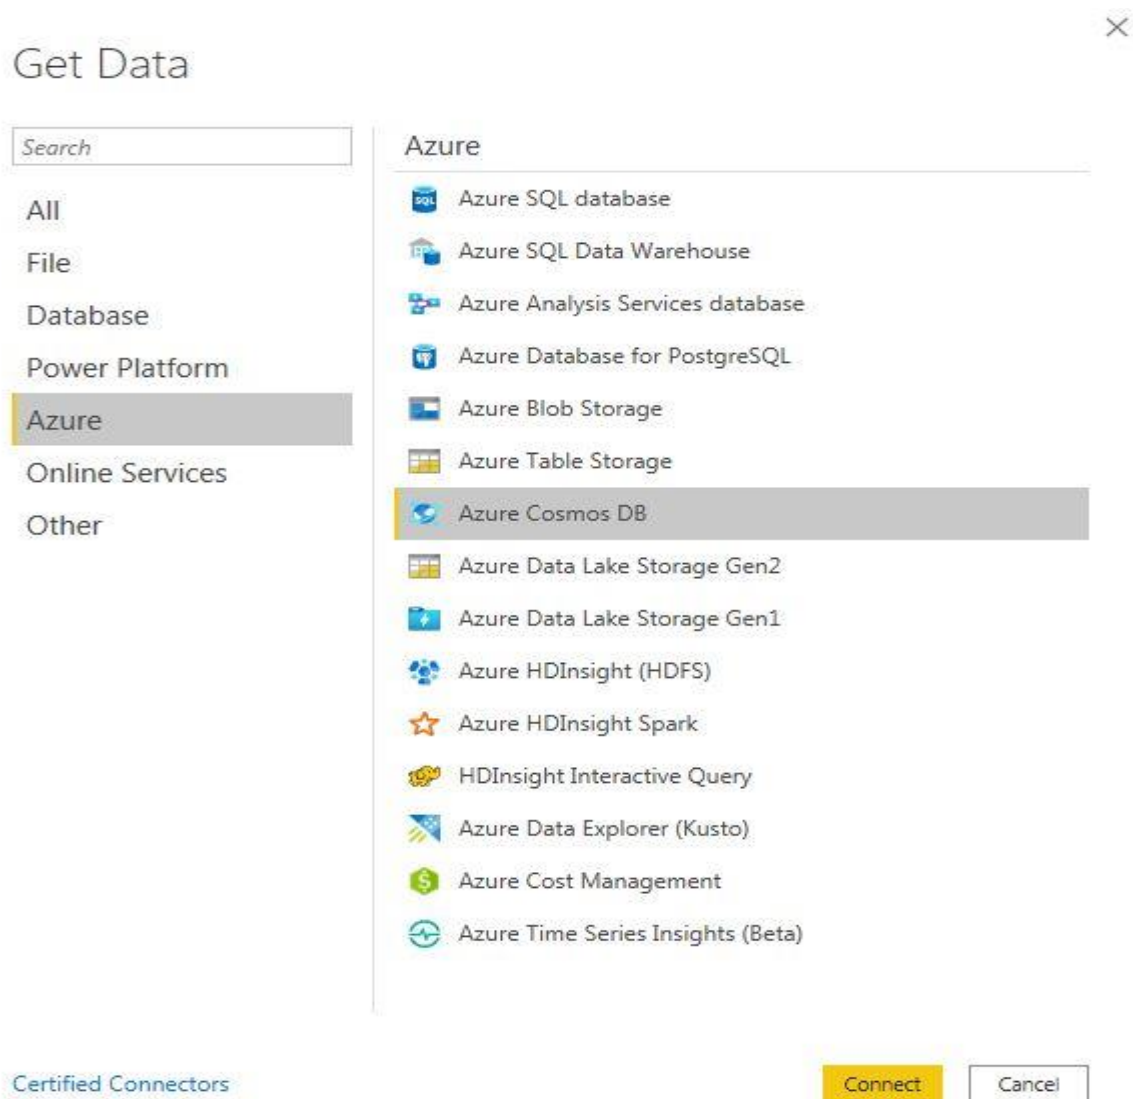 Get Data
Search
All
File
Database
Power Platform
Azure
Online Services
Other
Azure
SQL
Azure SQL database
Azure SQL Data Warehouse
Azure Analysis Services database
Azure Database for PostgreSQL
Azure Blob Storage
Azure Table Storage
Azure Cosmos DB
Azure Data Lake Storage Gen2
Azure Data Lake Storage Gen1
Azure HDInsight (HDFS)
Azure HDInsight Spark
HDInsight Interactive Query
Azure Data Explorer (Kusto)
$
Azure Cost Management
Azure Time Series Insights (Beta)
Certified Connectors
Connect
Cancel